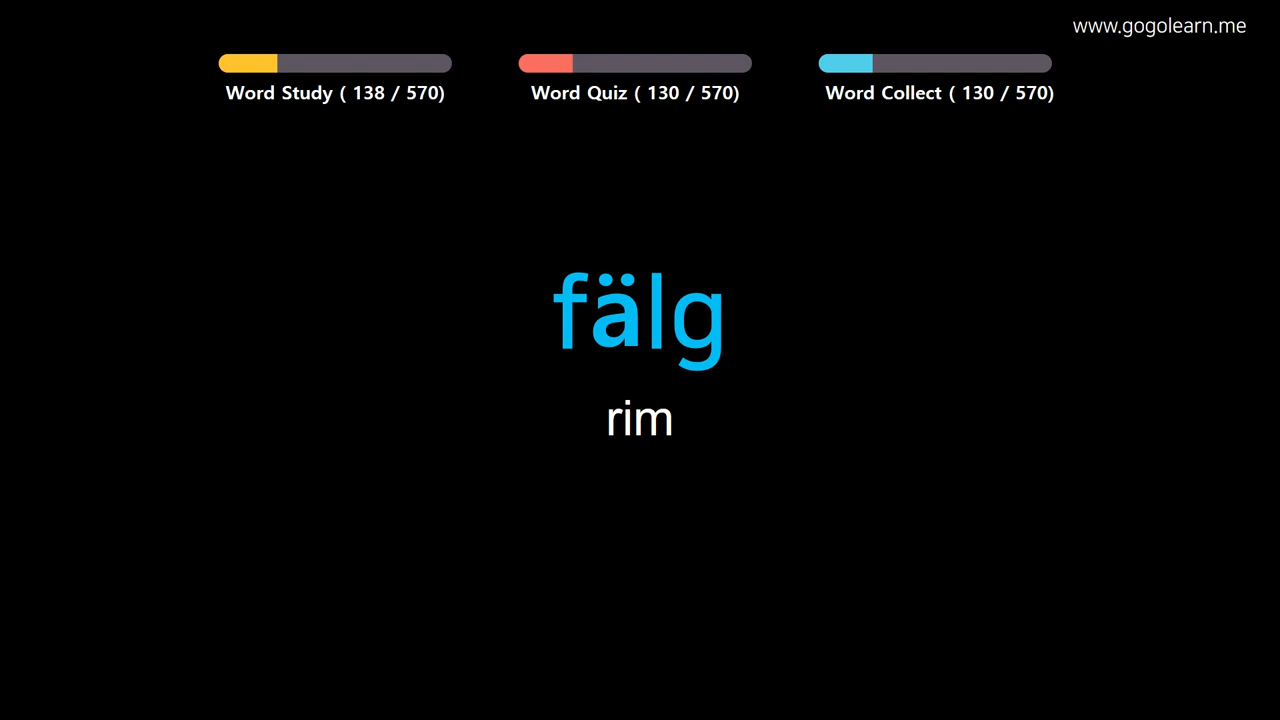 www.gogolearn.me
Word Study ( 138 / 570)
Word Quiz ( 130 / 570)
Word Collect ( 130 / 570)
fälg
rim